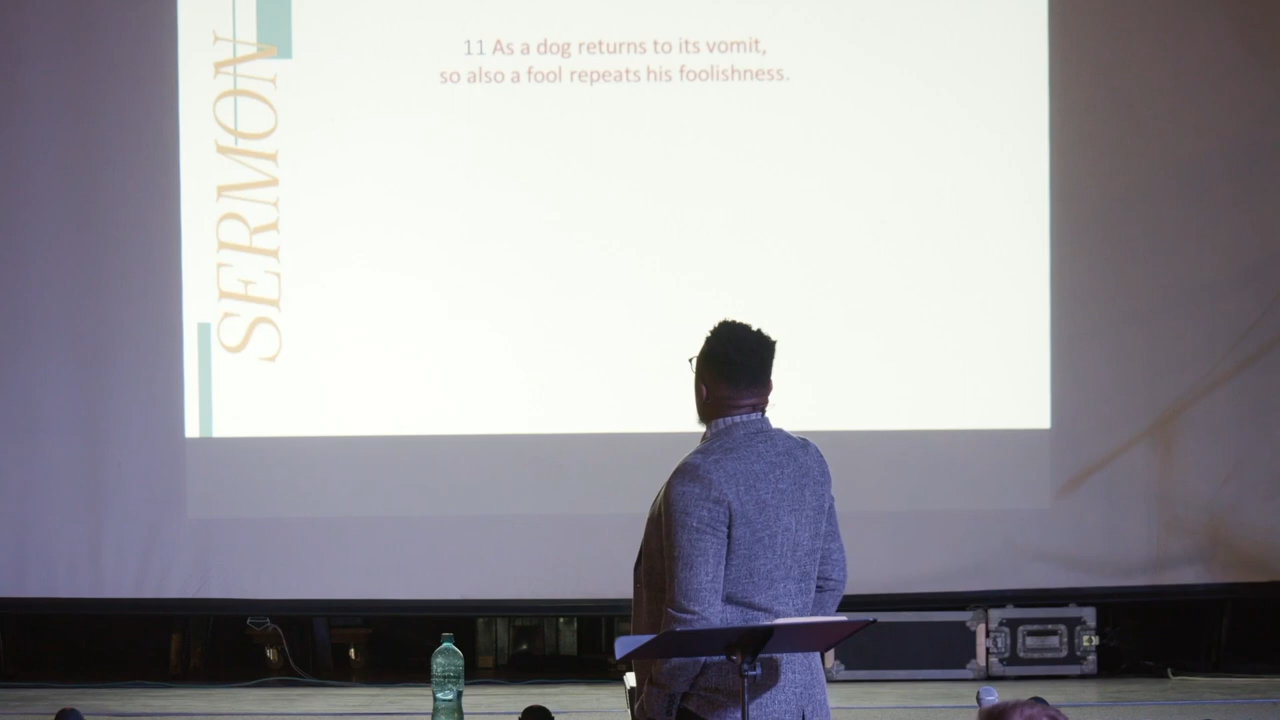 SERMON
11 As a dog returns to its vomit,
so also a fool repeats his foolishness.